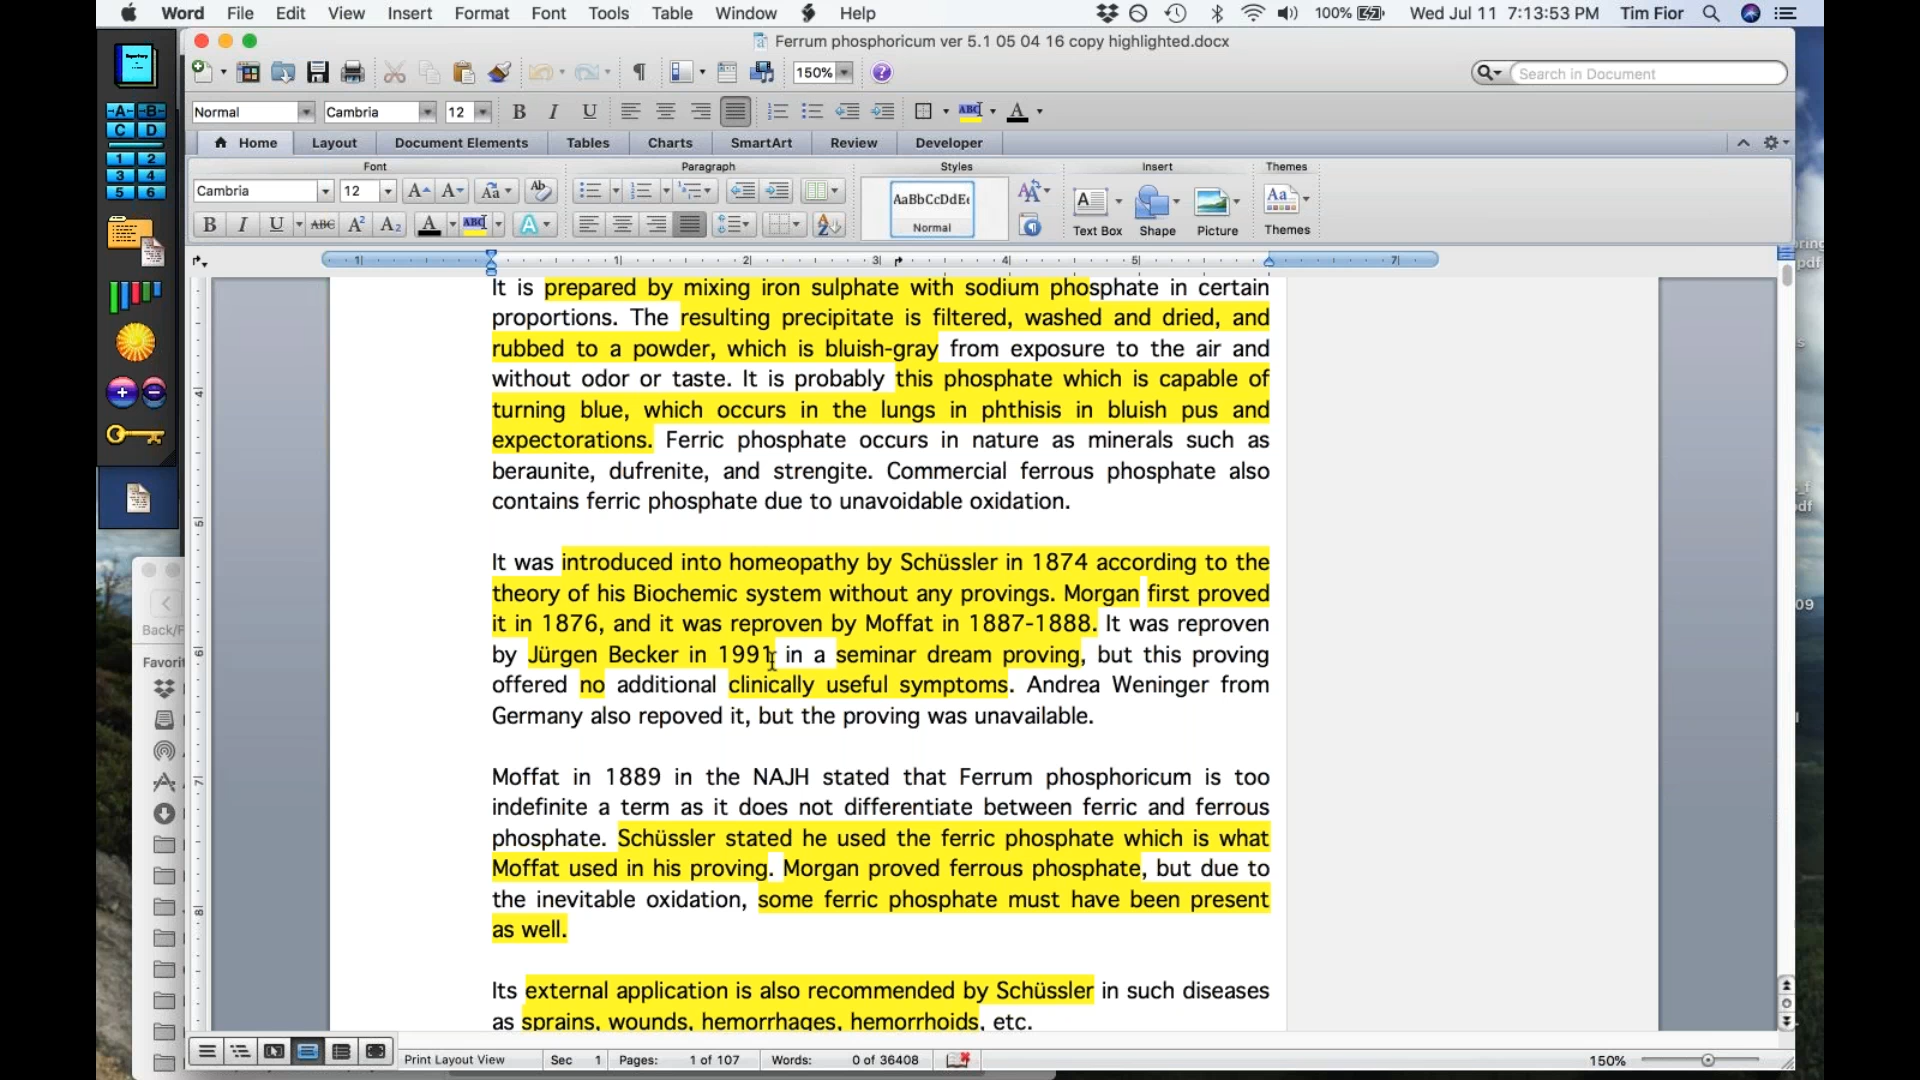 Word File Edit View Insert Format Font Tools Table Window Help 100% Wed Jul 11 7:13:53 PM Tim Fior
Ferrum phosphoricum ver 5.1 05 04 16 copy highlighted.docx
150% Search in Document
Normal Cambria 12 B I U ABC A
Home Layout Document Elements Tables Charts SmartArt Review Developer
Font Paragraph Styles Insert Themes
Cambria 12 A A Aa Ab AaBbCcDdEe
B I U ABC A² A₂ A ABC A Normal Text Box Shape Picture Themes
It is prepared by mixing iron sulphate with sodium phosphate in certain
proportions. The resulting precipitate is filtered, washed and dried, and
rubbed to a powder, which is bluish-gray from exposure to the air and
without odor or taste. It is probably this phosphate which is capable of
turning blue, which occurs in the lungs in phthisis in bluish pus and
expectorations. Ferric phosphate occurs in nature as minerals such as
beraunite, dufrenite, and strengite. Commercial ferrous phosphate also
contains ferric phosphate due to unavoidable oxidation.
It was introduced into homeopathy by Schüssler in 1874 according to the
theory of his Biochemic system without any provings. Morgan first proved
it in 1876, and it was reproven by Moffat in 1887-1888. It was reproven
by Jürgen Becker in 1991 in a seminar dream proving, but this proving
offered no additional clinically useful symptoms. Andrea Weninger from
Germany also repoved it, but the proving was unavailable.
Moffat in 1889 in the NAJH stated that Ferrum phosphoricum is too
indefinite a term as it does not differentiate between ferric and ferrous
phosphate. Schüssler stated he used the ferric phosphate which is what
Moffat used in his proving. Morgan proved ferrous phosphate, but due to
the inevitable oxidation, some ferric phosphate must have been present
as well.
Its external application is also recommended by Schüssler in such diseases
as sprains, wounds, hemorrhages, hemorrhoids, etc.
Print Layout View Sec 1 Pages: 1 of 107 Words: 0 of 36408 150%
A B
C D
1 2
3 4
5 6
Back/F
Favorit